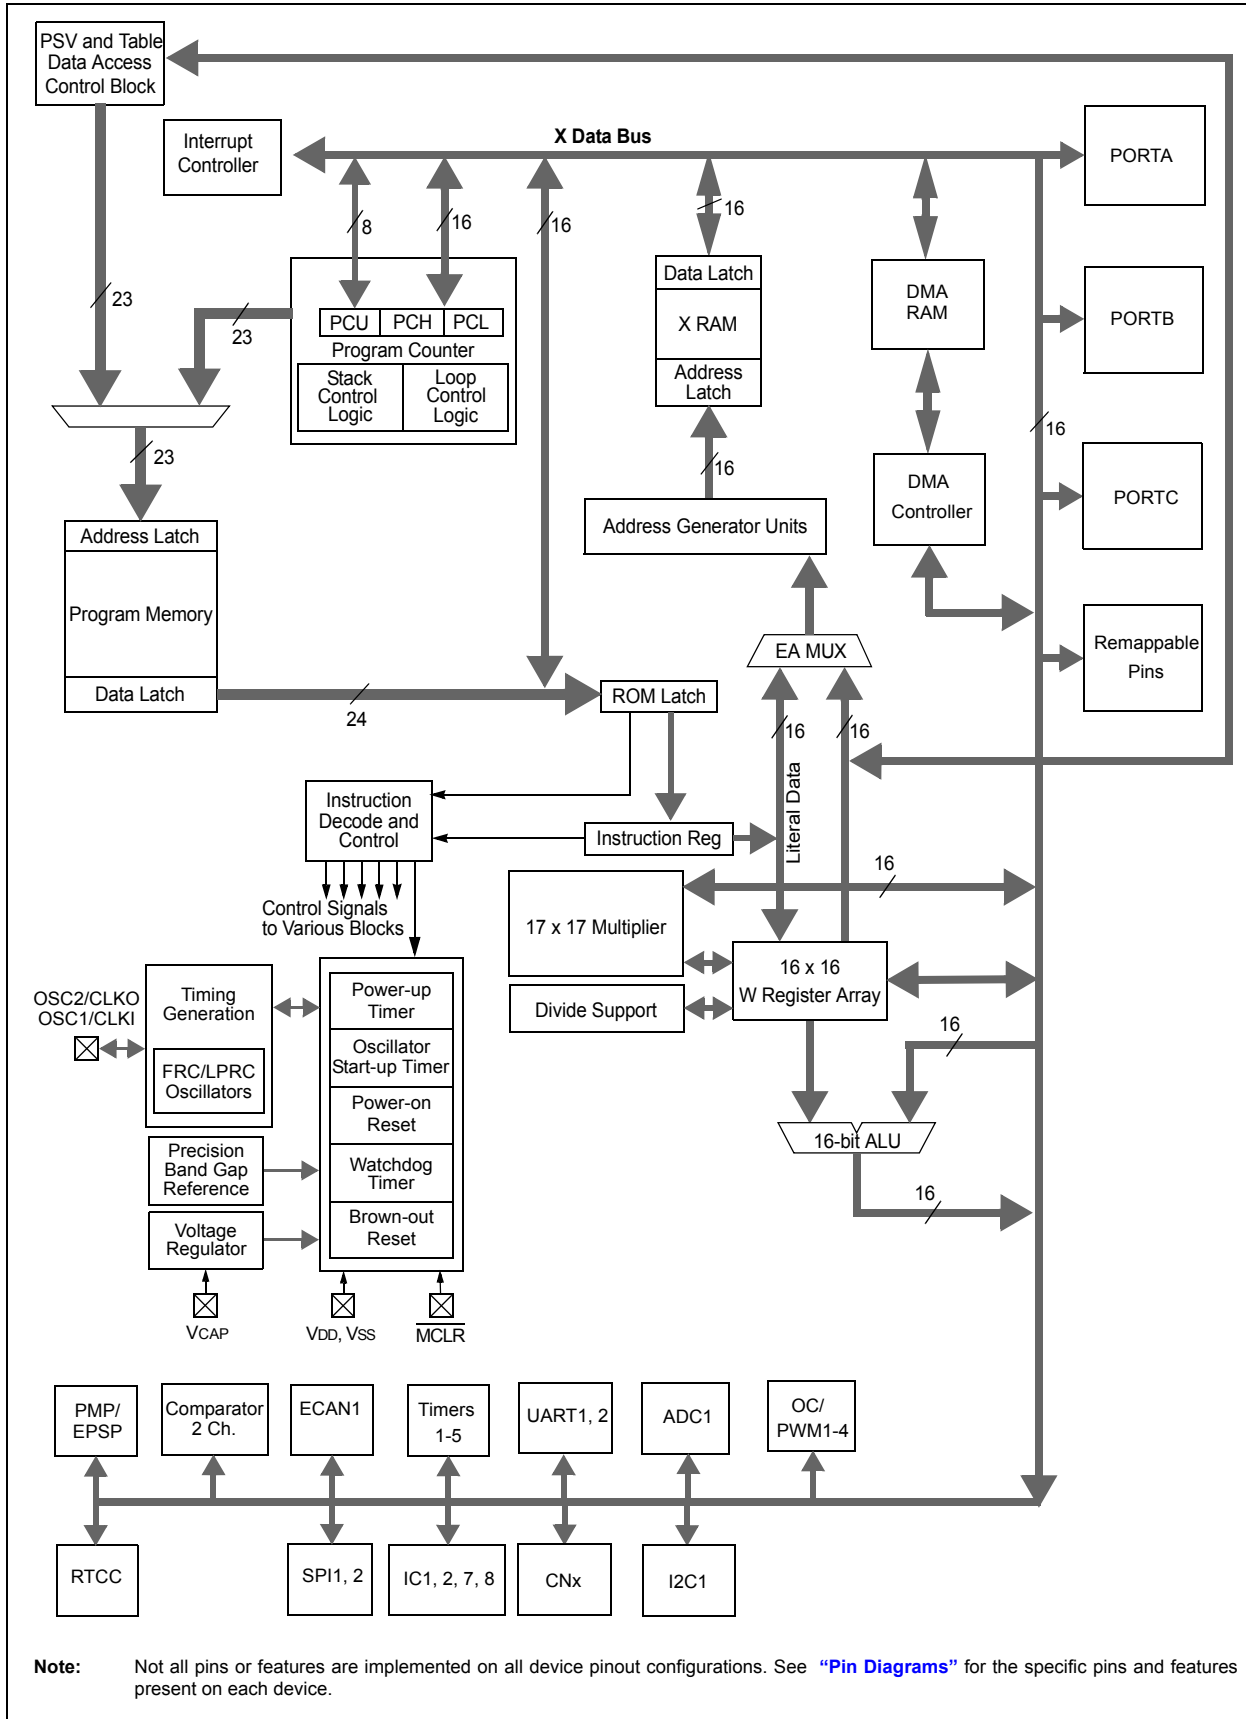 PSV and Table
Data Access
Control Block
Interrupt
Controller
X Data Bus
PORTA
8
16
16
16
Data Latch
X RAM
Address
Latch
DMA
RAM
PORTB
23
23
PCU
PCH
PCL
Program Counter
Stack
Control
Logic
Loop
Control
Logic
16
23
16
DMA
Controller
PORTC
Address Generator Units
Address Latch
Program Memory
Data Latch
EA MUX
Remappable
Pins
24
ROM Latch
16
16
Literal Data
Instruction
Decode and
Control
Instruction Reg
16
Control Signals
to Various Blocks
17 x 17 Multiplier
16 x 16
W Register Array
Divide Support
OSC2/CLKO
OSC1/CLKI
Timing
Generation
FRC/LPRC
Oscillators
Power-up
Timer
Oscillator
Start-up Timer
Power-on
Reset
Watchdog
Timer
Brown-out
Reset
16
16-bit ALU
Precision
Band Gap
Reference
16
Voltage
Regulator
VCAP
VDD, VSS
MCLR
PMP/
EPSP
Comparator
2 Ch.
ECAN1
Timers
1-5
UART1, 2
ADC1
OC/
PWM1-4
RTCC
SPI1, 2
IC1, 2, 7, 8
CNx
I2C1
Note: Not all pins or features are implemented on all device pinout configurations. See “Pin Diagrams” for the specific pins and features
present on each device.